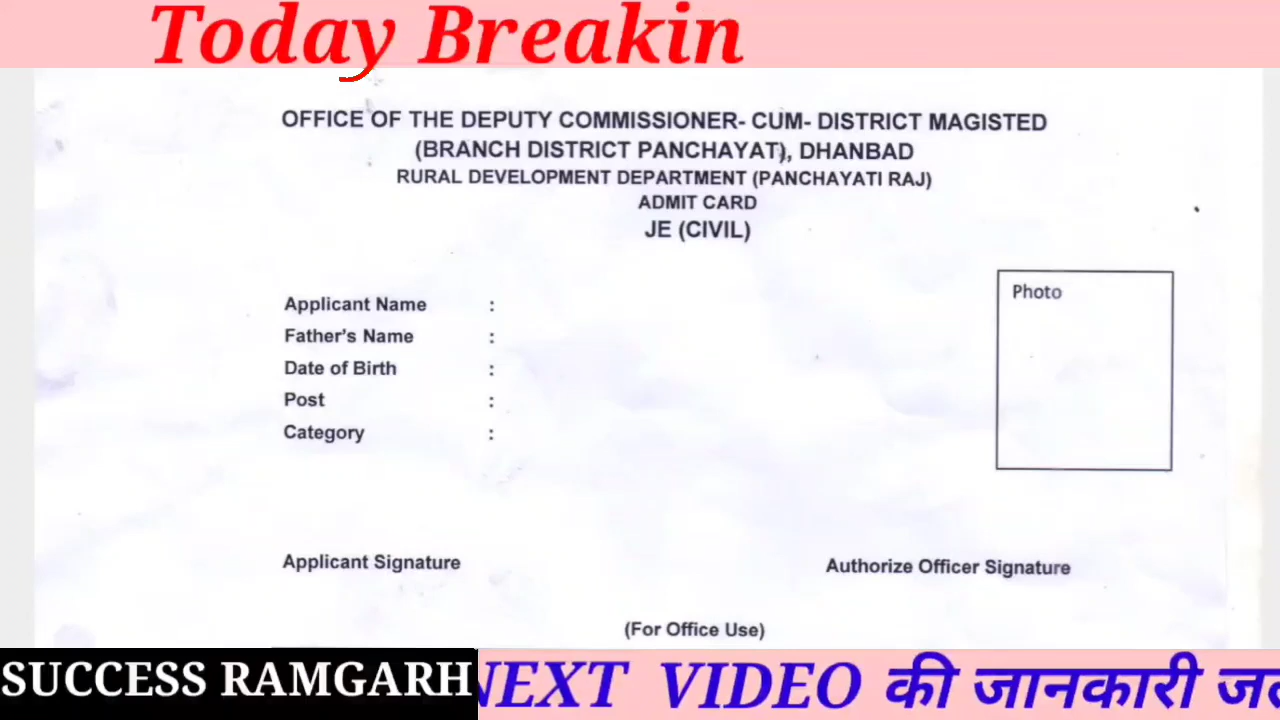 Today Breakin
OFFICE OF THE DEPUTY COMMISSIONER- CUM- DISTRICT MAGISTED
(BRANCH DISTRICT PANCHAYAT), DHANBAD
RURAL DEVELOPMENT DEPARTMENT (PANCHAYATI RAJ)
ADMIT CARD
JE (CIVIL)
Photo
Applicant Name :
Father's Name :
Date of Birth :
Post :
Category :
Applicant Signature Authorize Officer Signature
(For Office Use)
SUCCESS RAMGARH NEXT VIDEO की जानकारी